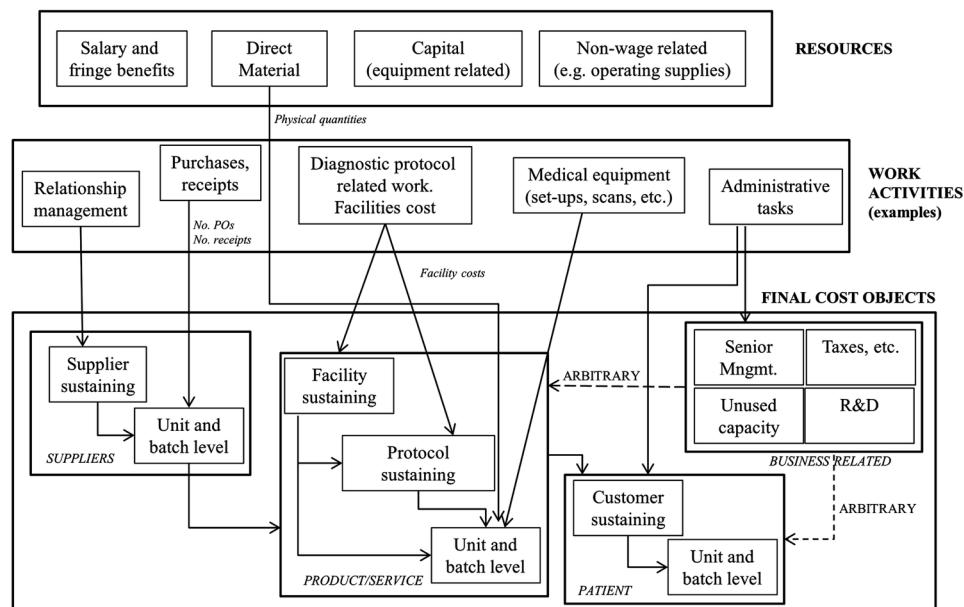 Salary and
fringe benefits
Direct
Material
Capital
(equipment related)
Non-wage related
(e.g. operating supplies)
RESOURCES
Physical quantities
Relationship
management
Purchases,
receipts
Diagnostic protocol
related work.
Facilities cost
Medical equipment
(set-ups, scans, etc.)
Administrative
tasks
WORK
ACTIVITIES
(examples)
No. POs
No. receipts
Facility costs
FINAL COST OBJECTS
Supplier
sustaining
Unit and
batch level
SUPPLIERS
Facility
sustaining
Protocol
sustaining
Unit and
batch level
PRODUCT/SERVICE
ARBITRARY
Senior
Mngmt.
Taxes, etc.
Unused
capacity
R&D
BUSINESS RELATED
ARBITRARY
Customer
sustaining
Unit and
batch level
PATIENT